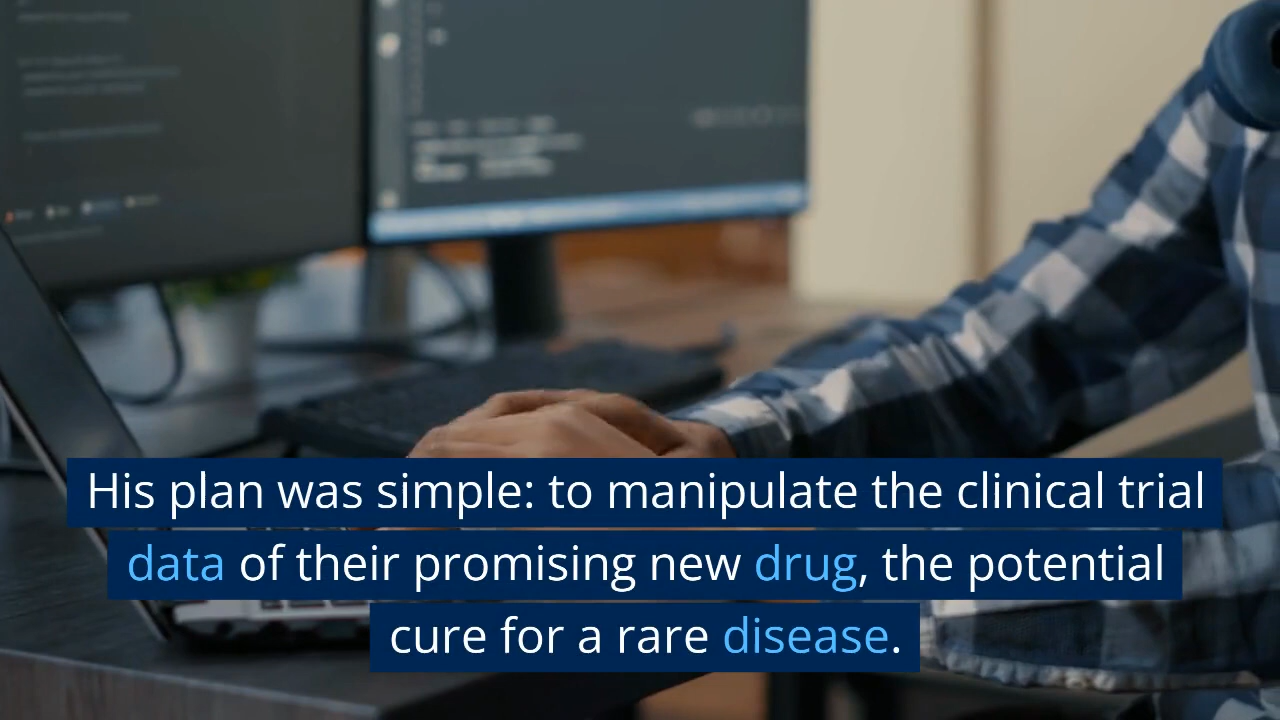 His plan was simple: to manipulate the clinical trial
data of their promising new drug, the potential
cure for a rare disease.